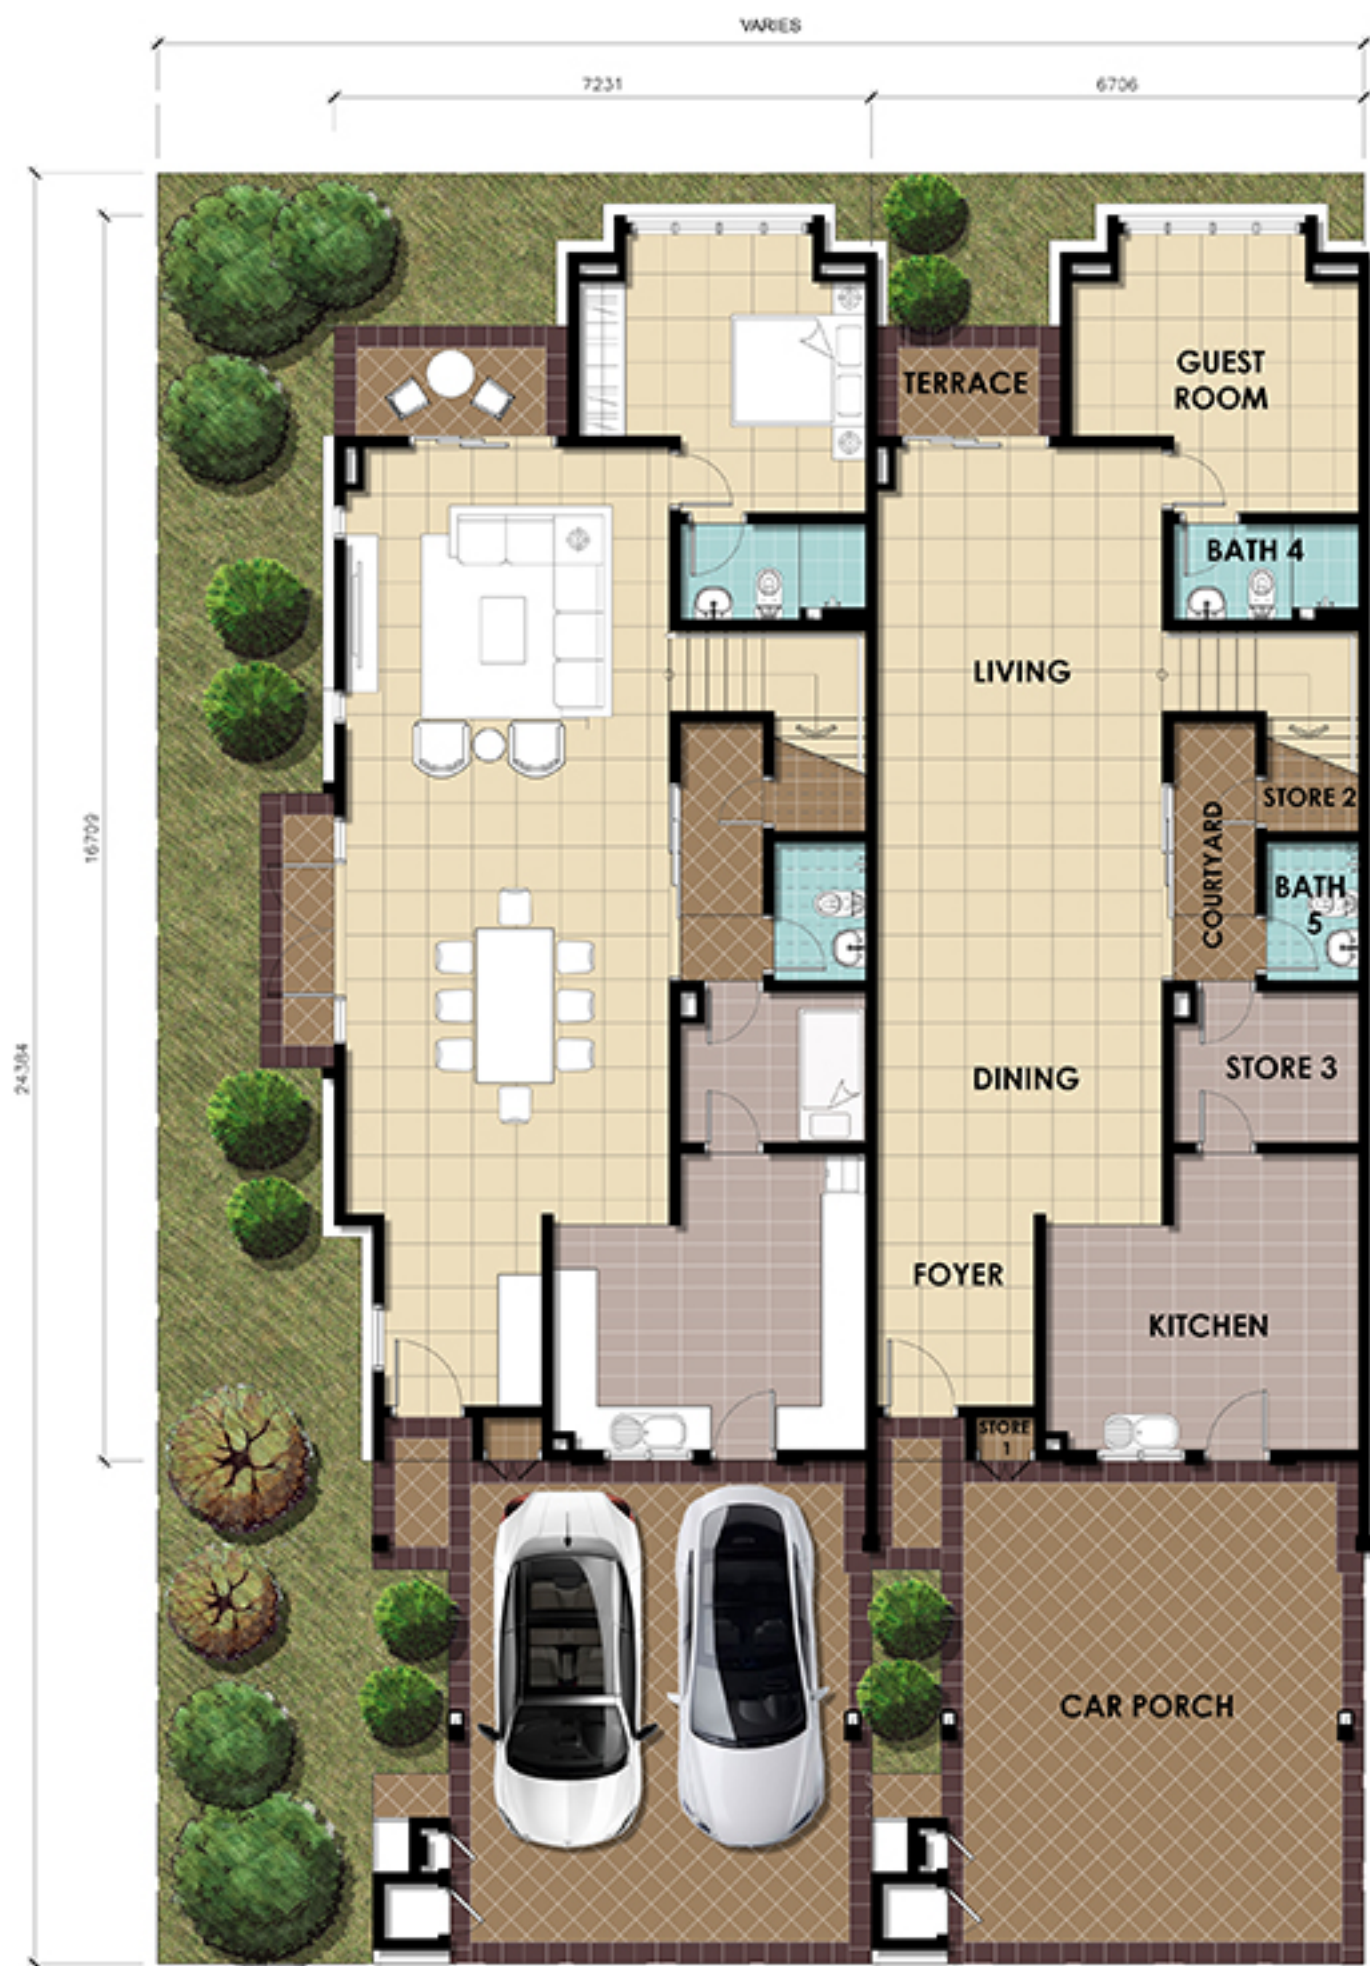 VARIES
7231
6706
GUEST
ROOM
TERRACE
BATH 4
LIVING
STORE 2
COURTYARD
16709
BATH
5
24384
STORE 3
DINING
FOYER
KITCHEN
STORE
1
CAR PORCH